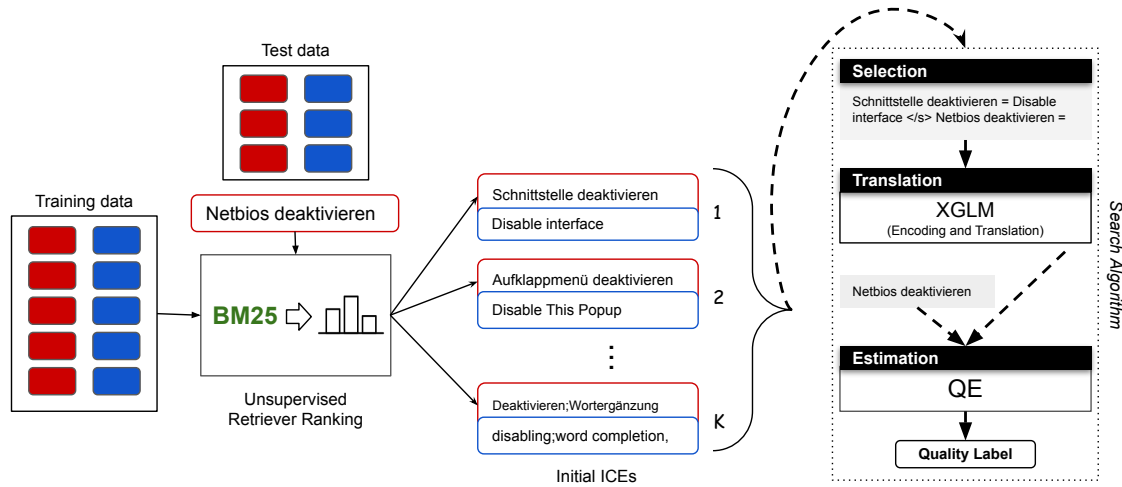 Test data
Training data
Netbios deaktivieren
BM25
Unsupervised
Retriever Ranking
Schnittstelle deaktivieren
Disable interface
1
Aufklappmenü deaktivieren
Disable This Popup
2
Deaktivieren;Wortergänzung
disabling;word completion,
K
Initial ICEs
Selection
Schnittstelle deaktivieren = Disable
interface </s> Netbios deaktivieren =
Translation
XGLM
(Encoding and Translation)
Netbios deaktivieren
Estimation
QE
Quality Label
Search Algorithm